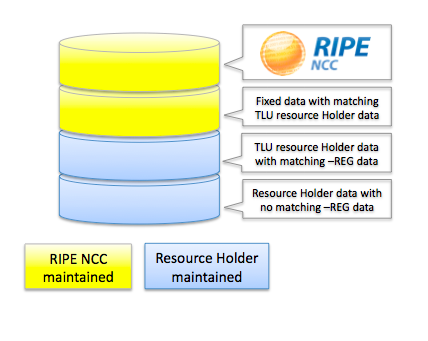 RIPE
NCC
Fixed data with matching
TLU resource Holder data
TLU resource Holder data
with matching –REG data
Resource Holder data with
no matching –REG data
RIPE NCC
maintained
Resource Holder
maintained